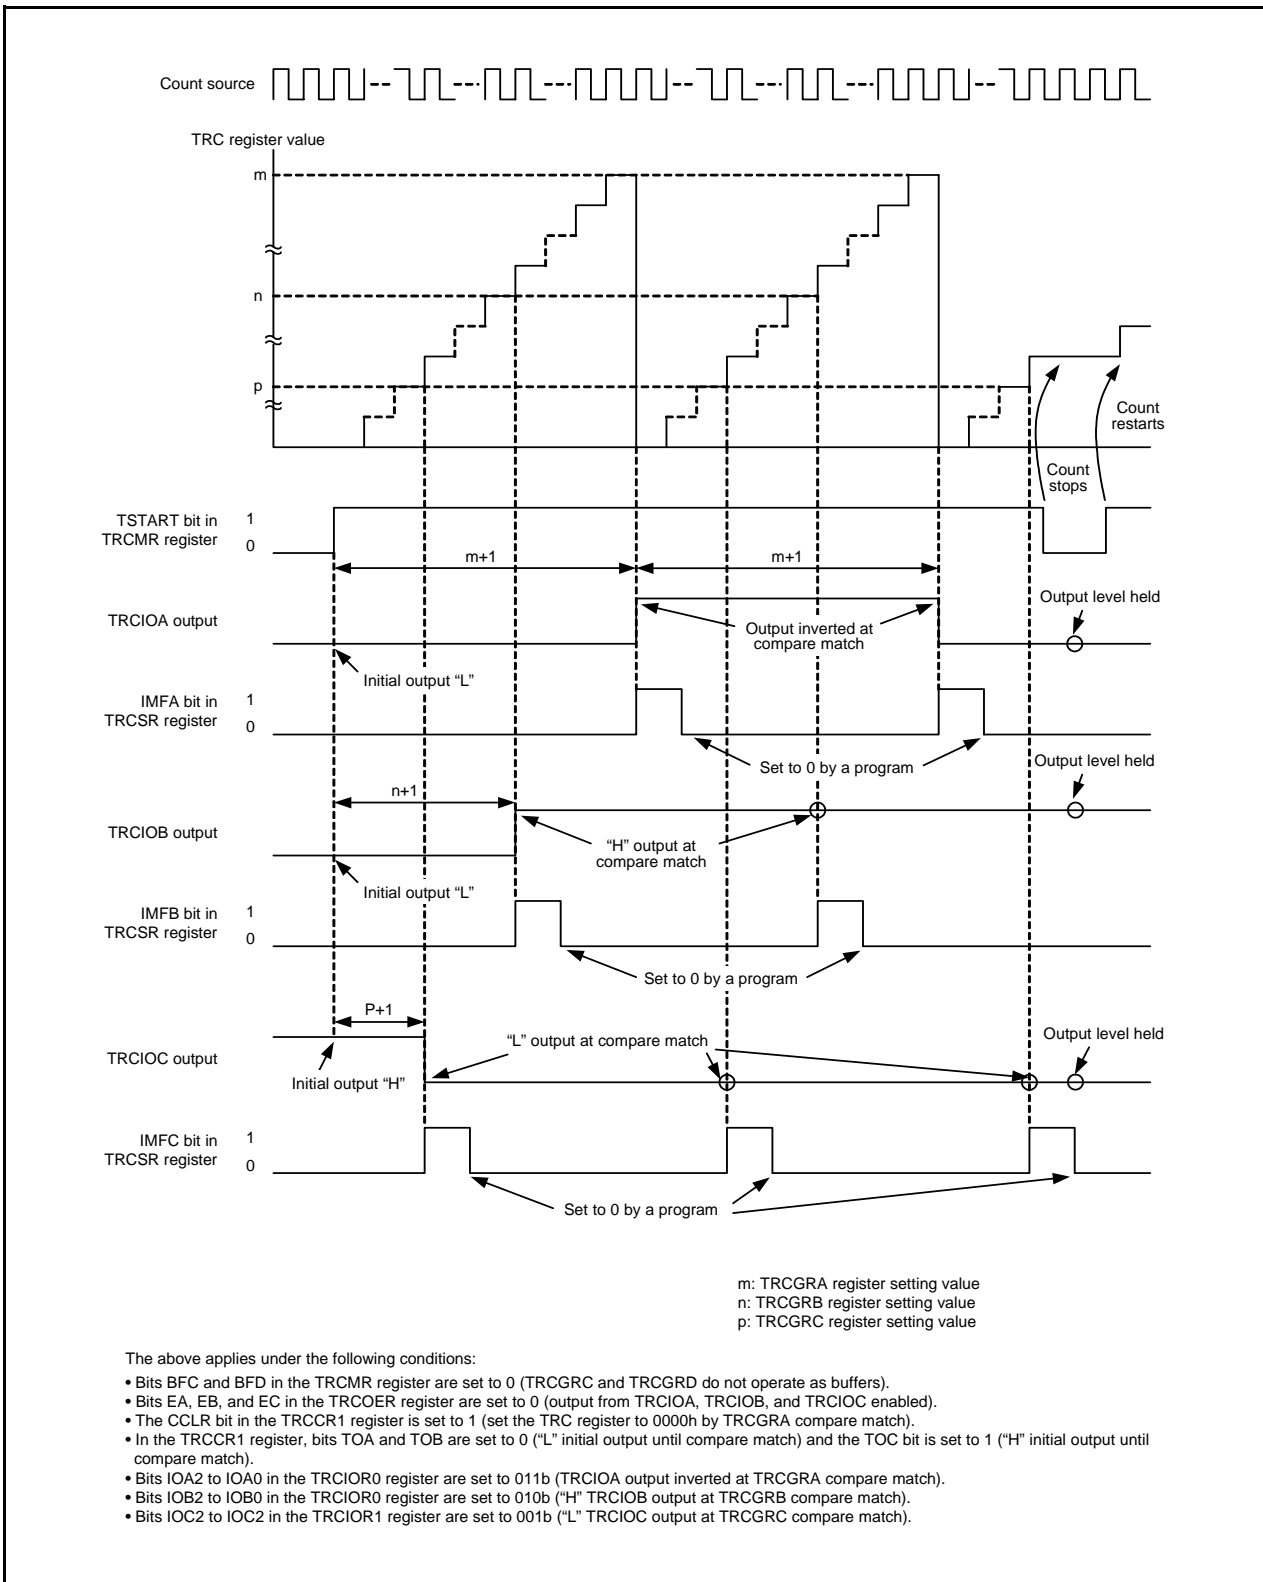 Count source
TRC register value
m
n
p
Count
restarts
Count
stops
TSTART bit in
TRCMR register
1
0
m+1
m+1
TRCIOA output
Output level held
Output inverted at
compare match
Initial output “L”
IMFA bit in
TRCSR register
1
0
Set to 0 by a program
Output level held
n+1
TRCIOB output
“H” output at
compare match
Initial output “L”
IMFB bit in
TRCSR register
1
0
Set to 0 by a program
P+1
“L” output at compare match
Output level held
TRCIOC output
Initial output “H”
IMFC bit in
TRCSR register
1
0
Set to 0 by a program
m: TRCGRA register setting value
n: TRCGRB register setting value
p: TRCGRC register setting value
The above applies under the following conditions:
• Bits BFC and BFD in the TRCMR register are set to 0 (TRCGRC and TRCGRD do not operate as buffers).
• Bits EA, EB, and EC in the TRCOER register are set to 0 (output from TRCIOA, TRCIOB, and TRCIOC enabled).
• The CCLR bit in the TRCCR1 register is set to 1 (set the TRC register to 0000h by TRCGRA compare match).
• In the TRCCR1 register, bits TOA and TOB are set to 0 (“L” initial output until compare match) and the TOC bit is set to 1 (“H” initial output until
compare match).
• Bits IOA2 to IOA0 in the TRCIOR0 register are set to 011b (TRCIOA output inverted at TRCGRA compare match).
• Bits IOB2 to IOB0 in the TRCIOR0 register are set to 010b (“H” TRCIOB output at TRCGRB compare match).
• Bits IOC2 to IOC2 in the TRCIOR1 register are set to 001b (“L” TRCIOC output at TRCGRC compare match).